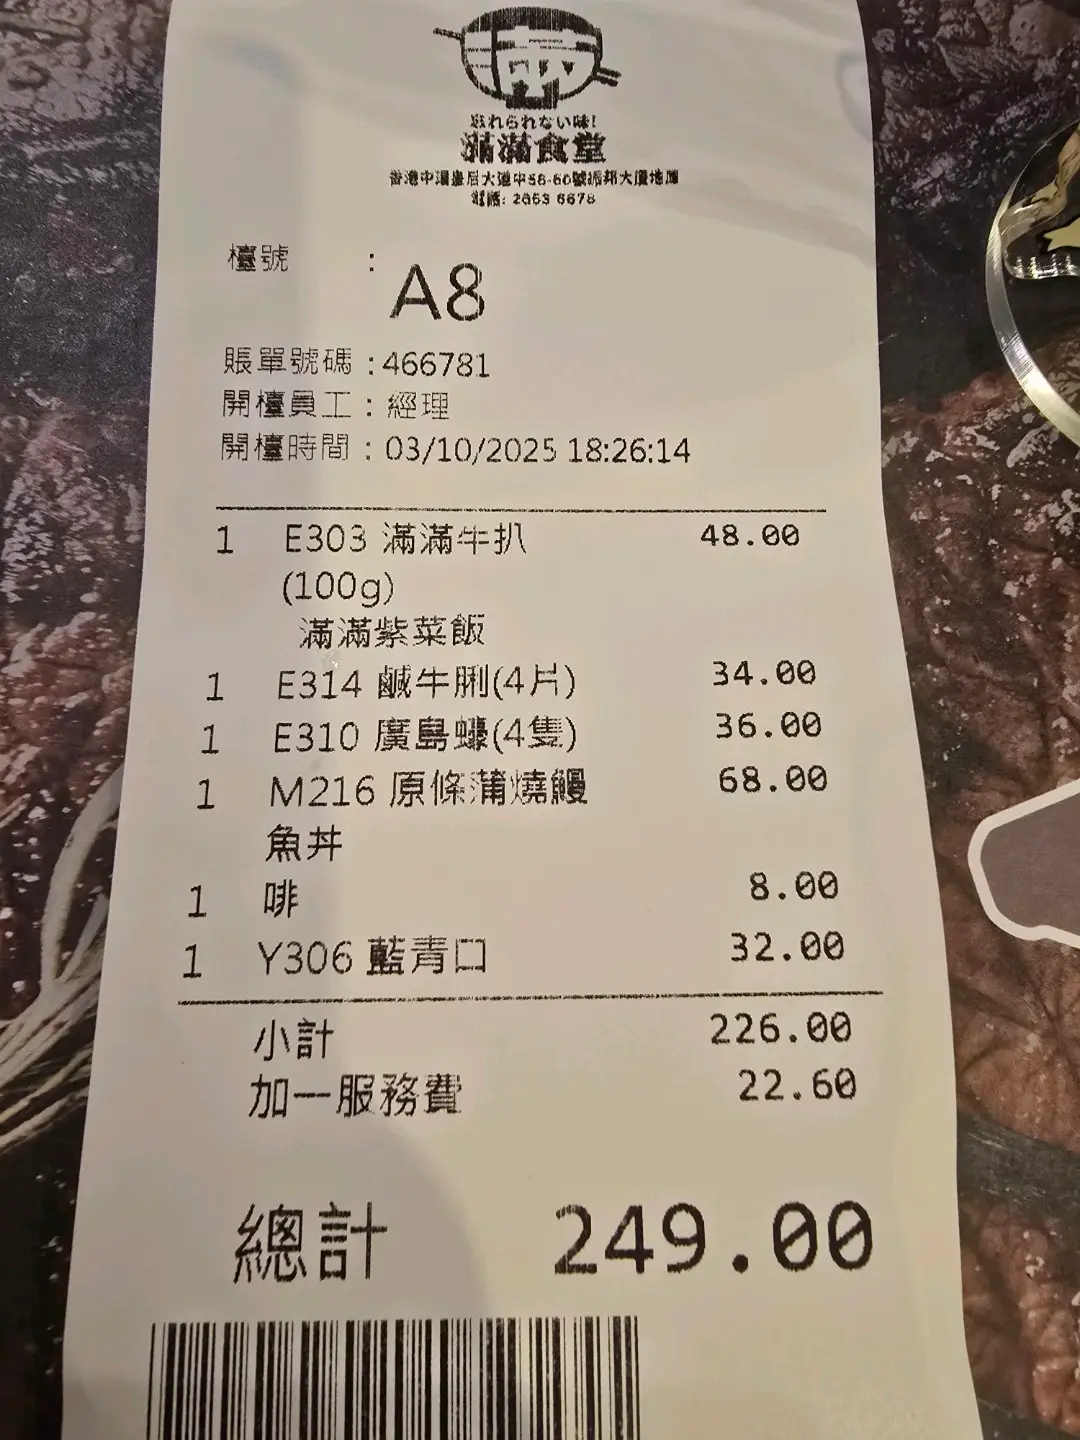 忘れられない味!
滿滿食堂
香港中環皇后大道中58-60號振邦大廈地庫
電話: 2653 6678
檯號 : A8
賬單號碼 : 466781
開檯員工 : 經理
開檯時間 : 03/10/2025 18:26:14
1 E303 滿滿牛扒 48.00
(100g)
滿滿紫菜飯
1 E314 鹹牛脷(4片) 34.00
1 E310 廣島蠔(4隻) 36.00
1 M216 原條蒲燒鰻 68.00
魚丼
1 啡 8.00
1 Y306 藍青口 32.00
小計 226.00
加一服務費 22.60
總計 249.00